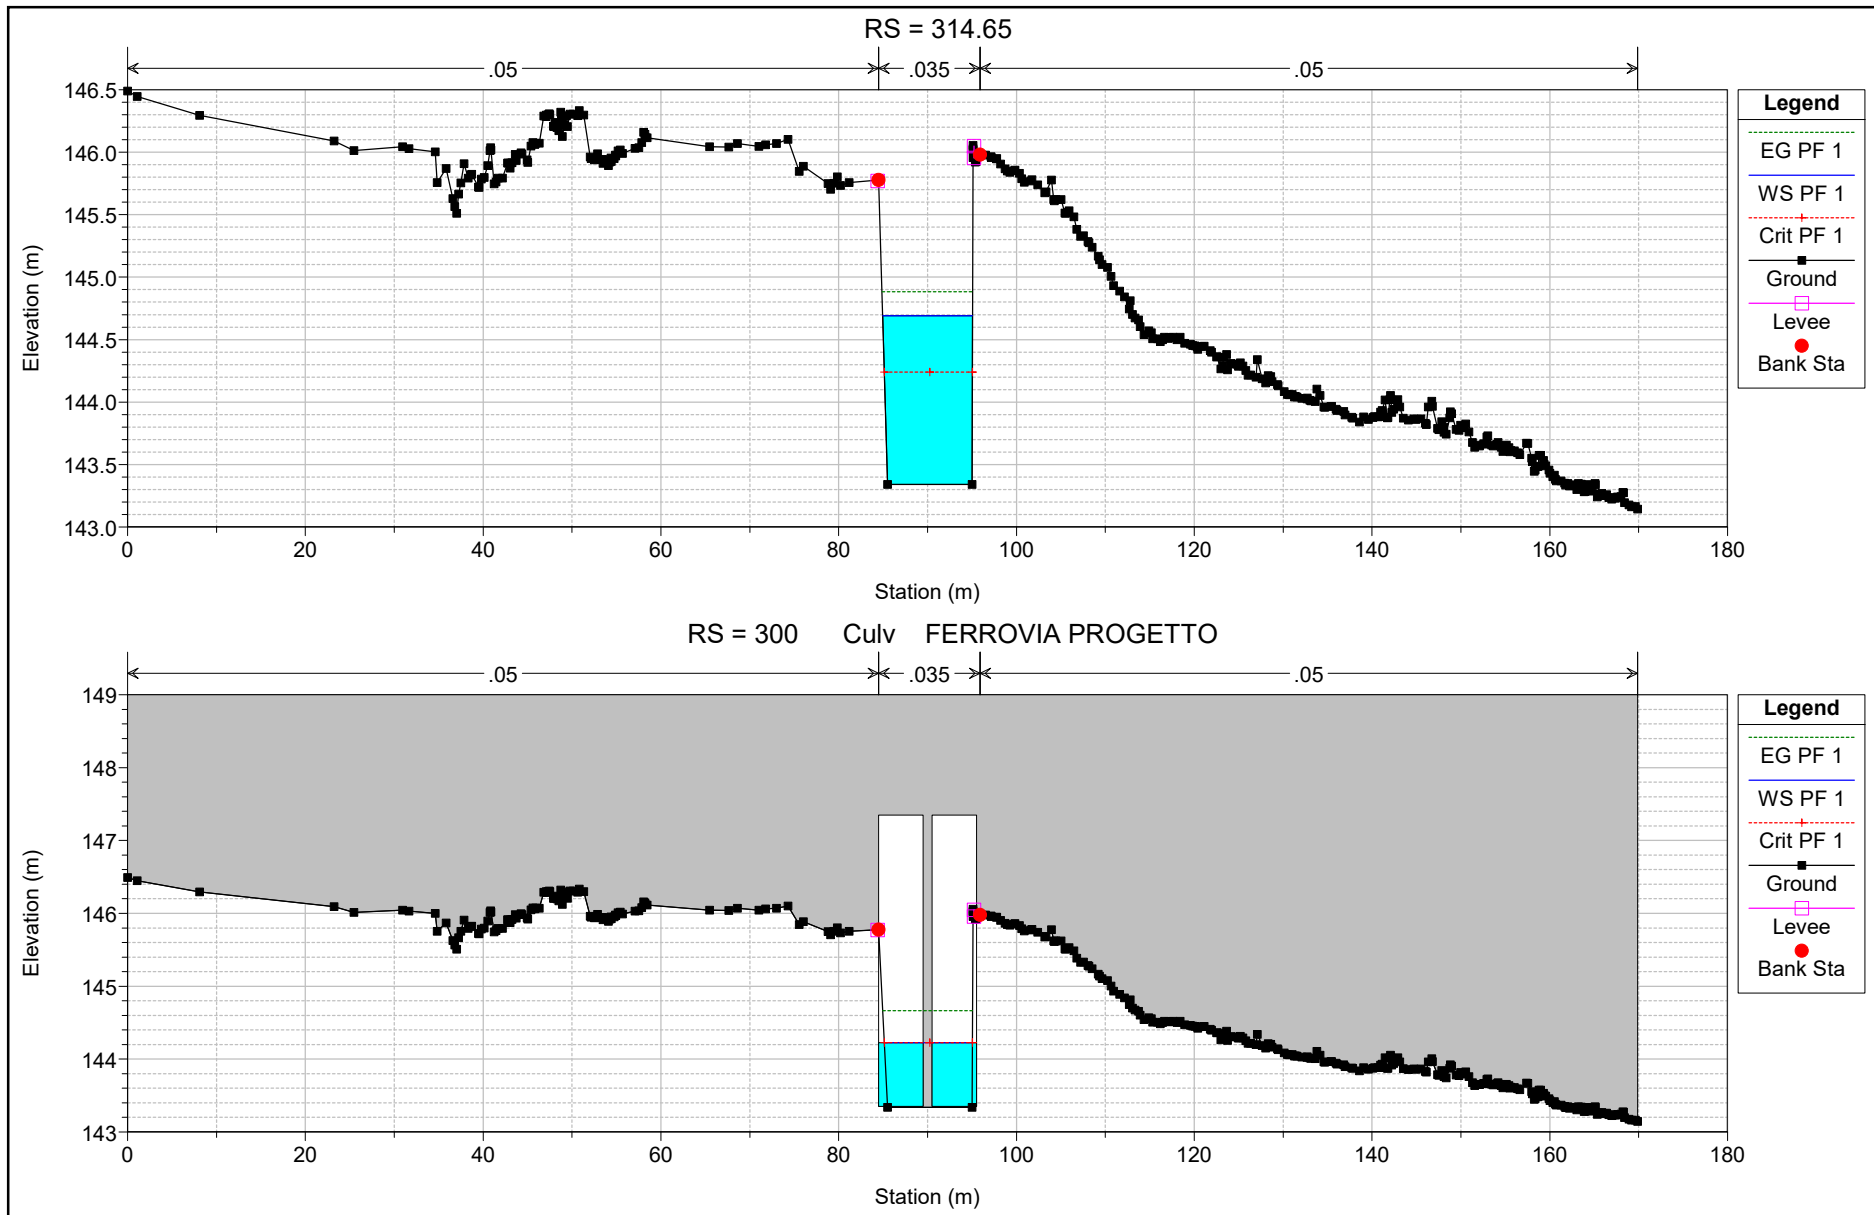 RS = 314.65
.05 .035 .05
146.5
146.0
145.5
145.0
144.5
144.0
143.5
143.0
Elevation (m)
0 20 40 60 80 100 120 140 160 180
Station (m)
Legend
EG PF 1
WS PF 1
Crit PF 1
Ground
Levee
Bank Sta
RS = 300 Culv FERROVIA PROGETTO
.05 .035 .05
149
148
147
146
145
144
143
Elevation (m)
0 20 40 60 80 100 120 140 160 180
Station (m)
Legend
EG PF 1
WS PF 1
Crit PF 1
Ground
Levee
Bank Sta